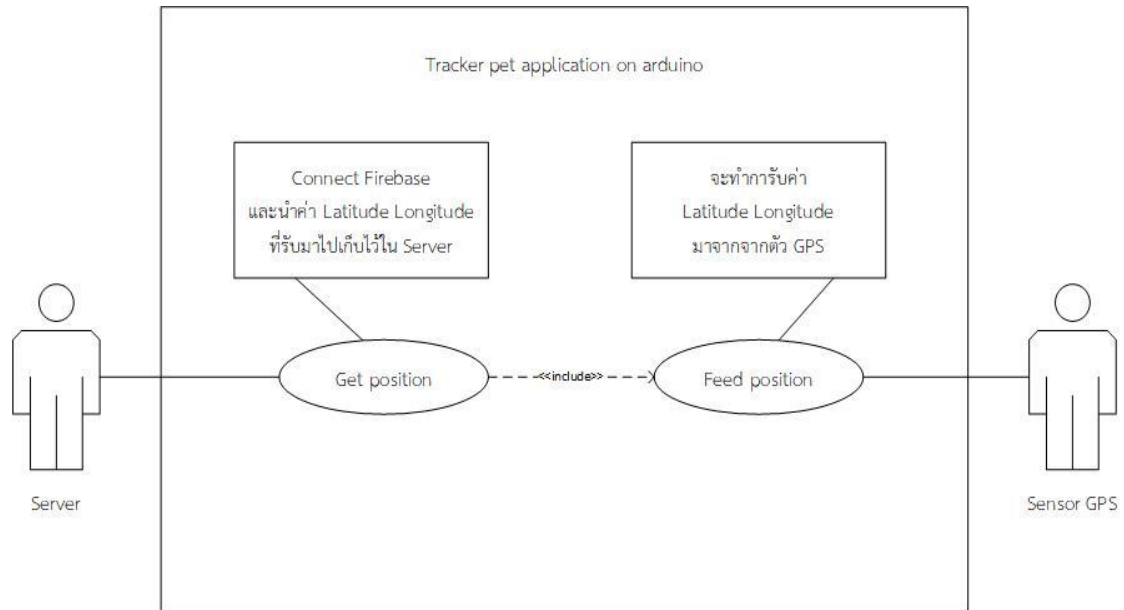 Tracker pet application on arduino
Connect Firebase
และนำค่า Latitude Longitude
ที่รับมาไปเก็บไว้ใน Server
จะทำการับค่า
Latitude Longitude
มาจากจากตัว GPS
Get position
<<include>>
Feed position
Server
Sensor GPS